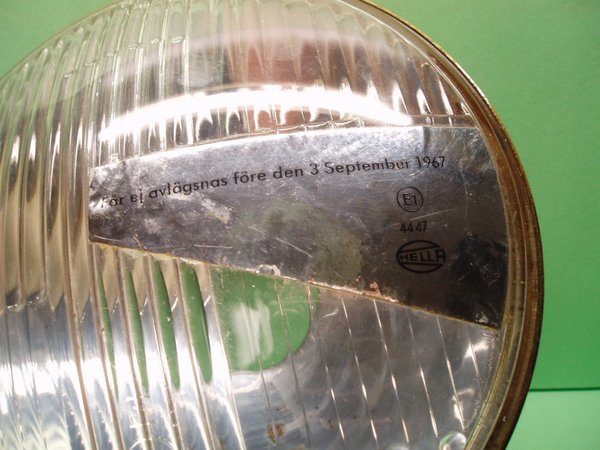 Får ej avlägsnas före den 3 September 1967
E1
4447
HELLA